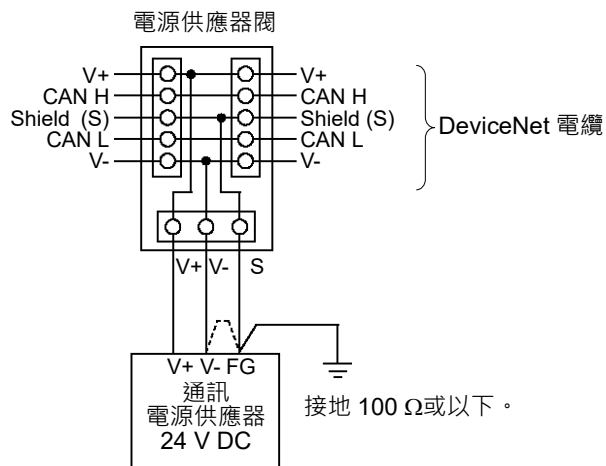 電源供應器閥
V+
CAN H
Shield (S)
CAN L
V-
V+
CAN H
Shield (S)
CAN L
V-
DeviceNet 電纜
V+ V- S
V+ V- FG
通訊
電源供應器
24 V DC
接地 100 Ω或以下。